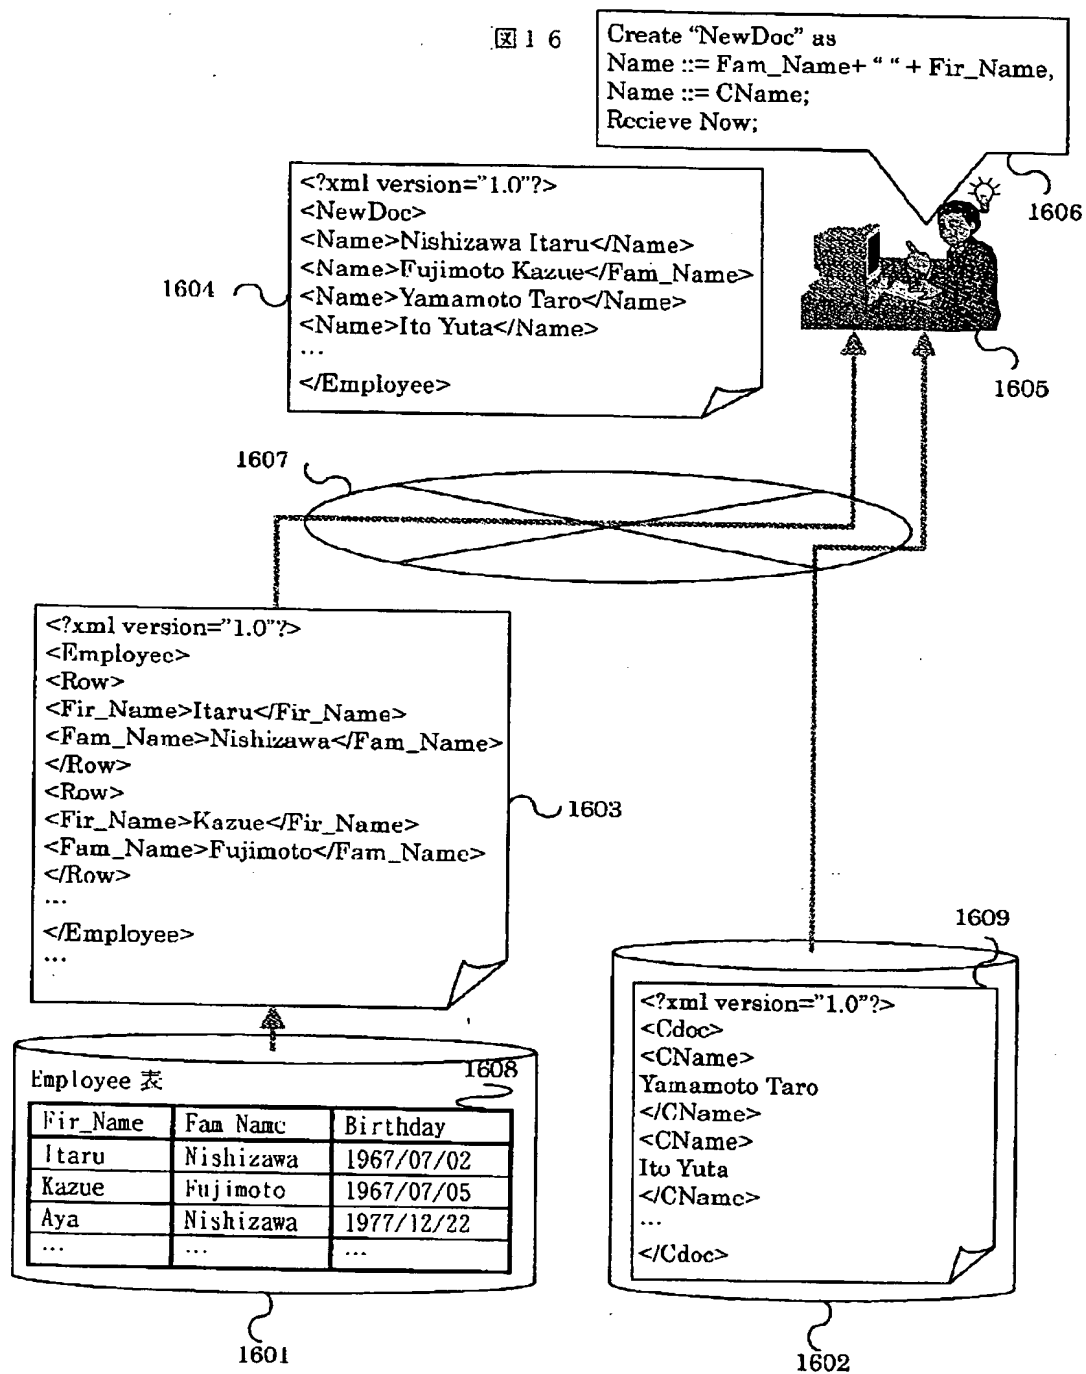 図16
Create “NewDoc” as
Name ::= Fam_Name+ “ “ + Fir_Name,
Name ::= CName;
Recieve Now;
1606
<?xml version=”1.0”?>
<NewDoc>
<Name>Nishizawa Itaru</Name>
<Name>Fujimoto Kazue</Fam_Name>
<Name>Yamamoto Taro</Name>
<Name>Ito Yuta</Name>
...
</Employee>
1604
1605
1607
<?xml version=”1.0”?>
<Employee>
<Row>
<Fir_Name>Itaru</Fir_Name>
<Fam_Name>Nishizawa</Fam_Name>
</Row>
<Row>
<Fir_Name>Kazue</Fir_Name>
<Fam_Name>Fujimoto</Fam_Name>
</Row>
...
</Employee>
...
1603
1609
<?xml version=”1.0”?>
<Cdoc>
<CName>
Yamamoto Taro
</CName>
<CName>
Ito Yuta
</CName>
...
</Cdoc>
Employee 表
1608
Fir_Name Fam Name Birthday
Itaru Nishizawa 1967/07/02
Kazue Fujimoto 1967/07/05
Aya Nishizawa 1977/12/22
... ... ...
1601
1602